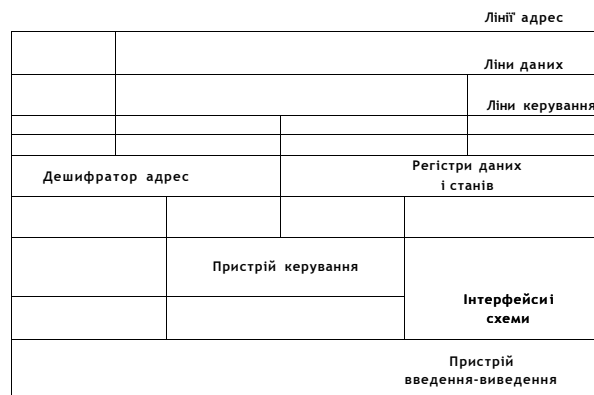 Лінії адрес
Ліни даних
Ліни керування
Дешифратор адрес
Регістри даних
і станів
Пристрій керування
Інтерфейсиі
схеми
Пристрій
введення-виведення